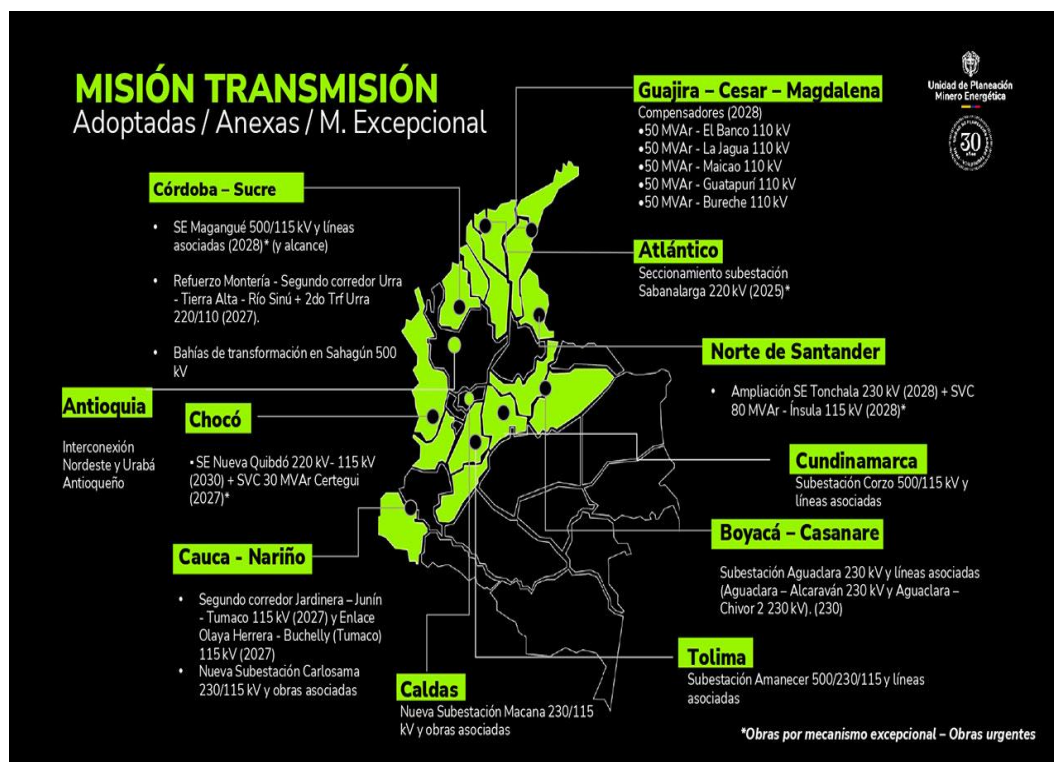 MISIÓN TRANSMISIÓN
Adoptadas / Anexas / M. Excepcional
Unidad de Planeación
Minero Energética
30
Guajira – Cesar – Magdalena
Compensadores (2028)
•50 MVAr - El Banco 110 kV
•50 MVAr - La Jagua 110 kV
•50 MVAr - Maicao 110 kV
•50 MVAr - Guatapurí 110 kV
•50 MVAr - Bureche 110 kV
Córdoba – Sucre
• SE Magangué 500/115 kV y líneas
asociadas (2028)* (y alcance)
• Refuerzo Montería - Segundo corredor Urra
- Tierra Alta - Río Sinú + 2do Trf Urra
220/110 (2027).
• Bahías de transformación en Sahagún 500
kV
Atlántico
Seccionamiento subestación
Sabanalarga 220 kV (2025)*
Norte de Santander
• Ampliación SE Tonchala 230 kV (2028) + SVC
80 MVAr - Ínsula 115 kV (2028)*
Antioquia
Interconexión
Nordeste y Urabá
Antioqueño
Chocó
• SE Nueva Quibdó 220 kV- 115 kV
(2030) + SVC 30 MVAr Certegui
(2027)*
Cundinamarca
Subestación Corzo 500/115 kV y
líneas asociadas
Boyacá – Casanare
Subestación Aguaclara 230 kV y líneas asociadas
(Aguaclara – Alcaraván 230 kV y Aguaclara –
Chivor 2 230 kV). (230)
Cauca - Nariño
• Segundo corredor Jardinera – Junín
- Tumaco 115 kV (2027) y Enlace
Olaya Herrera - Buchelly (Tumaco)
115 kV (2027)
• Nueva Subestación Carlosama
230/115 kV y obras asociadas
Caldas
Nueva Subestación Macana 230/115
kV y obras asociadas
Tolima
Subestación Amanecer 500/230/115 y líneas
asociadas
*Obras por mecanismo excepcional – Obras urgentes